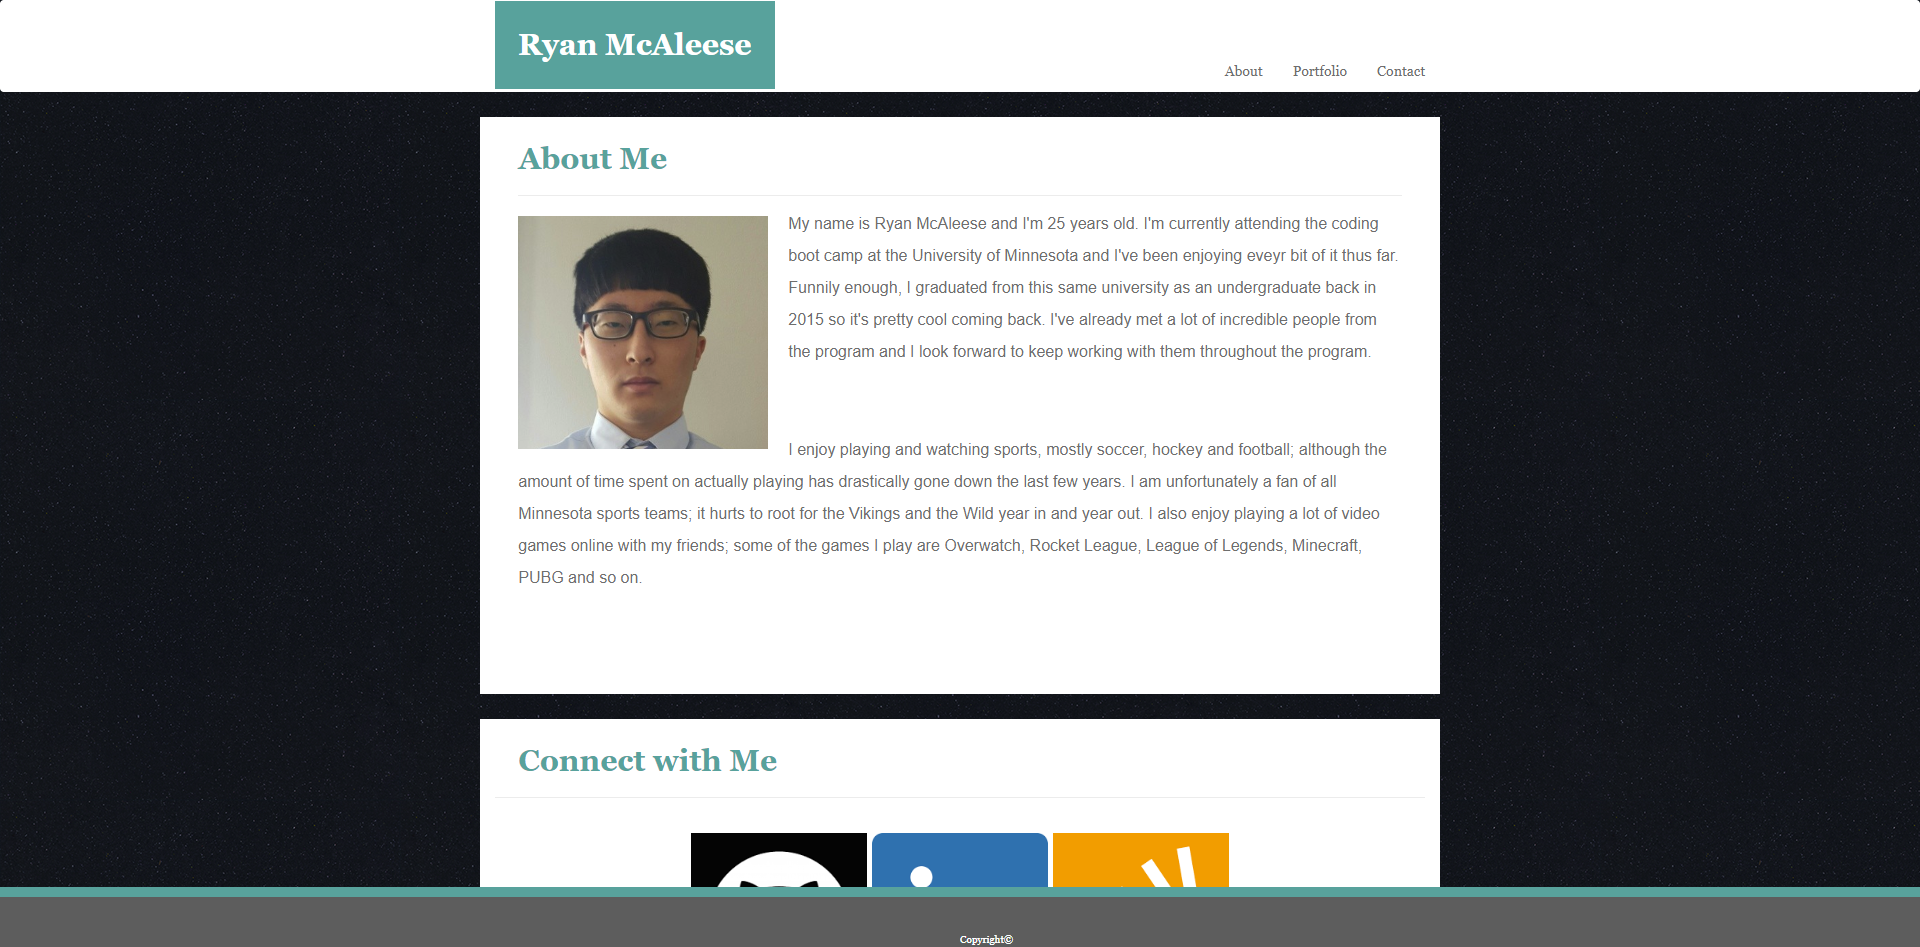 Ryan McAleese
About Portfolio Contact
About Me
My name is Ryan McAleese and I'm 25 years old. I'm currently attending the coding
boot camp at the University of Minnesota and I've been enjoying eveyr bit of it thus far.
Funnily enough, I graduated from this same university as an undergraduate back in
2015 so it's pretty cool coming back. I've already met a lot of incredible people from
the program and I look forward to keep working with them throughout the program.
I enjoy playing and watching sports, mostly soccer, hockey and football; although the
amount of time spent on actually playing has drastically gone down the last few years. I am unfortunately a fan of all
Minnesota sports teams; it hurts to root for the Vikings and the Wild year in and year out. I also enjoy playing a lot of video
games online with my friends; some of the games I play are Overwatch, Rocket League, League of Legends, Minecraft,
PUBG and so on.
Connect with Me
Copyright©